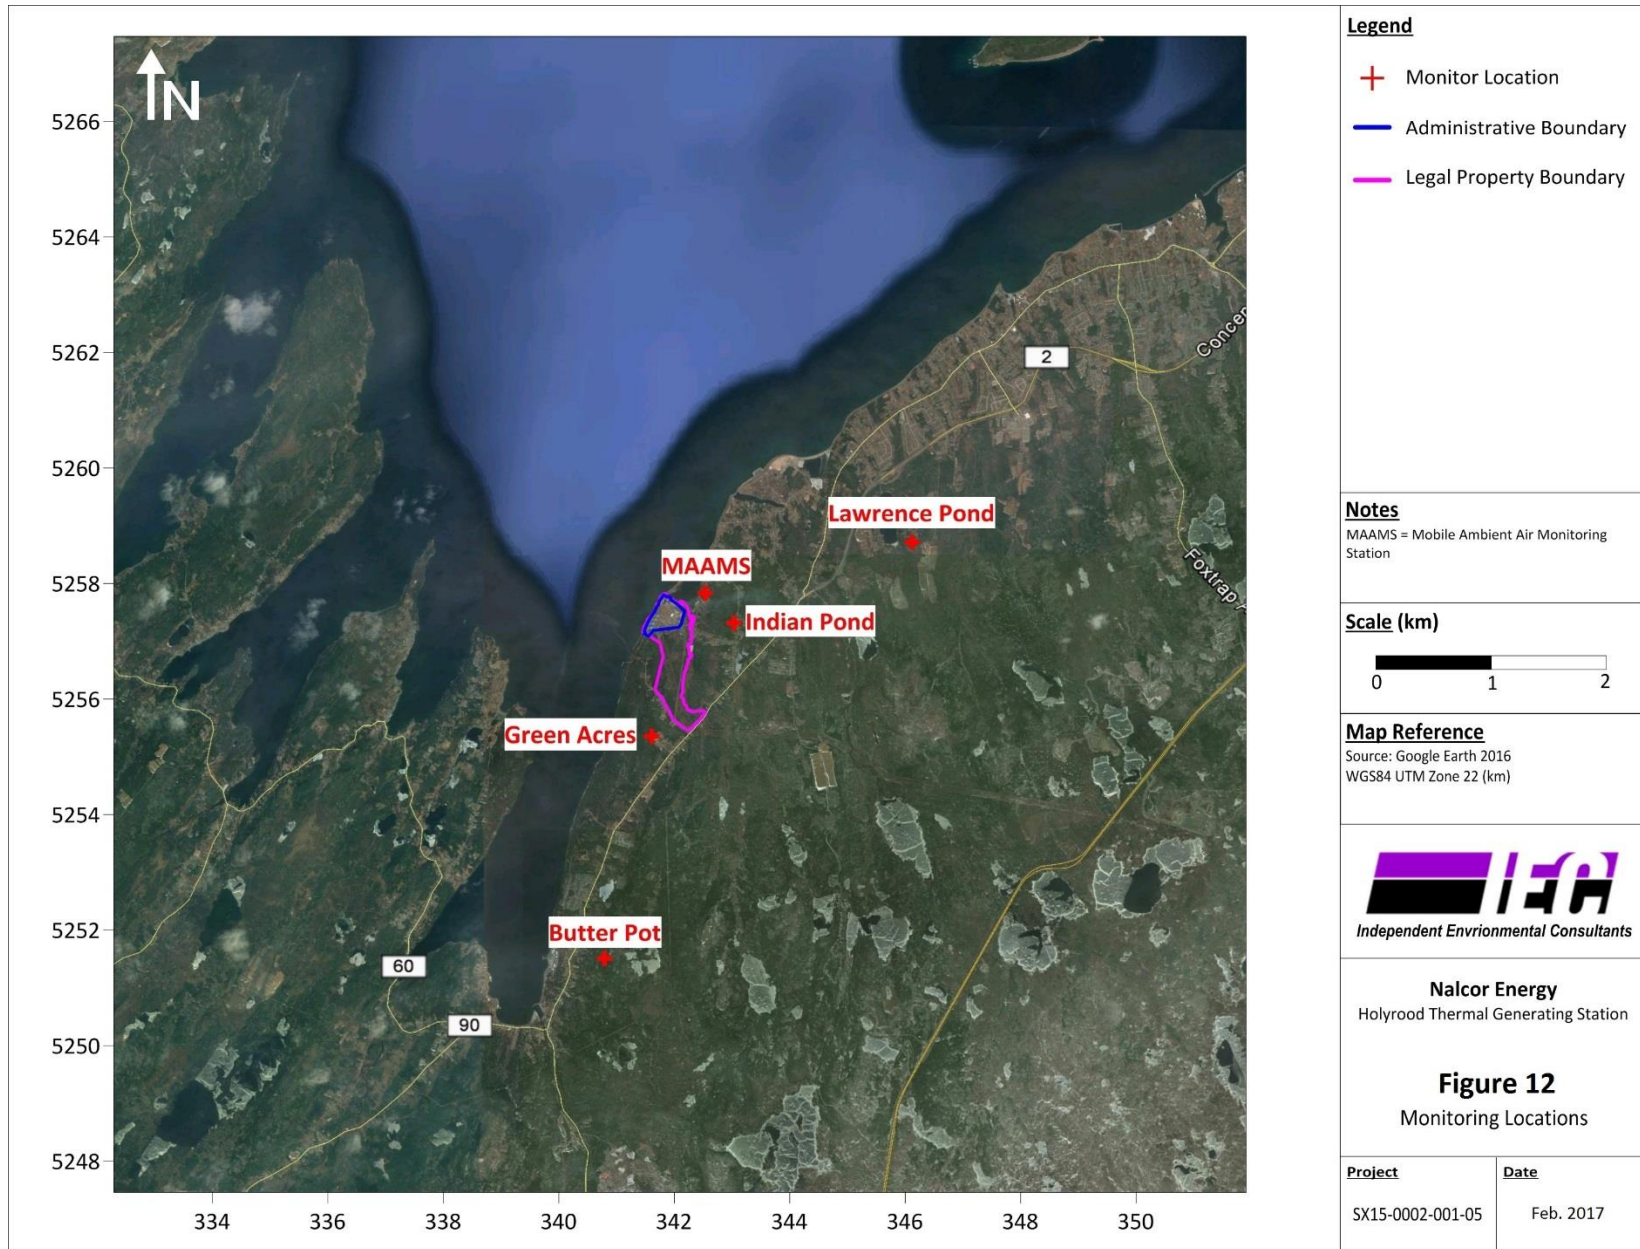 N
5266
5264
5262
5260
5258
5256
5254
5252
5250
5248
334
336
338
340
342
344
346
348
350
2
Concep
Foxtrap A
Lawrence Pond
MAAMS
Indian Pond
Green Acres
Butter Pot
60
90
Legend
Monitor Location
Administrative Boundary
Legal Property Boundary
Notes
MAAMS = Mobile Ambient Air Monitoring
Station
Scale (km)
0 1 2
Map Reference
Source: Google Earth 2016
WGS84 UTM Zone 22 (km)
IEC
Independent Envrionmental Consultants
Nalcor Energy
Holyrood Thermal Generating Station
Figure 12
Monitoring Locations
Project
SX15-0002-001-05
Date
Feb. 2017